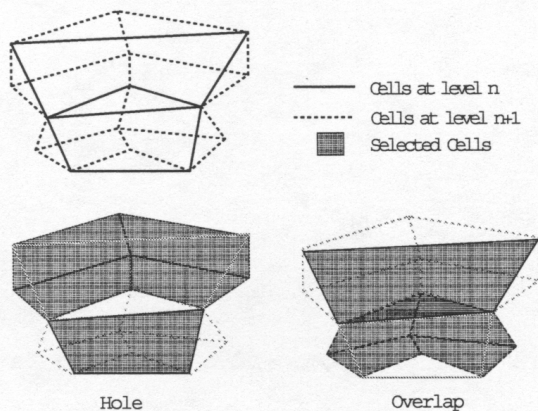 Cells at level n
Cells at level n+1
Selected Cells
Hole
Overlap